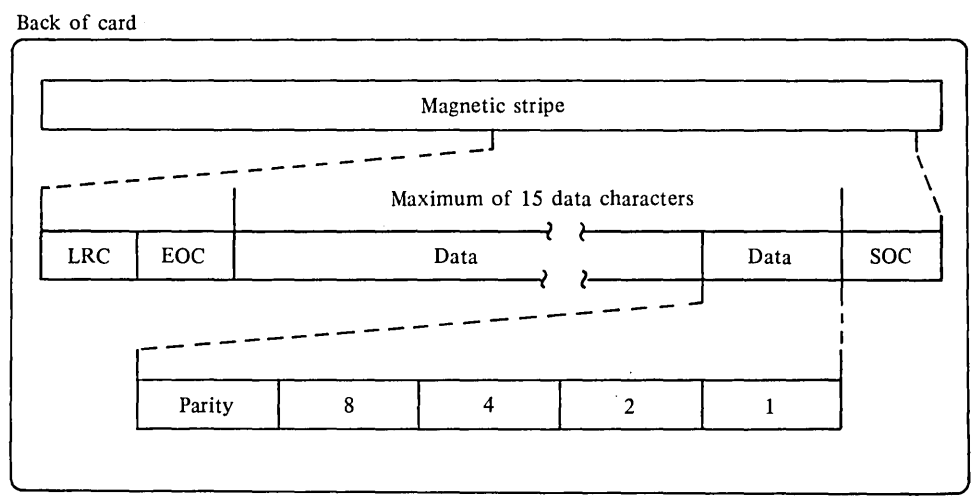 Back of card
Magnetic stripe
Maximum of 15 data characters
LRC EOC Data Data SOC
Parity 8 4 2 1